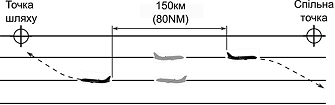 Точка
шляху
150км
(80NM)
Спільна
точка